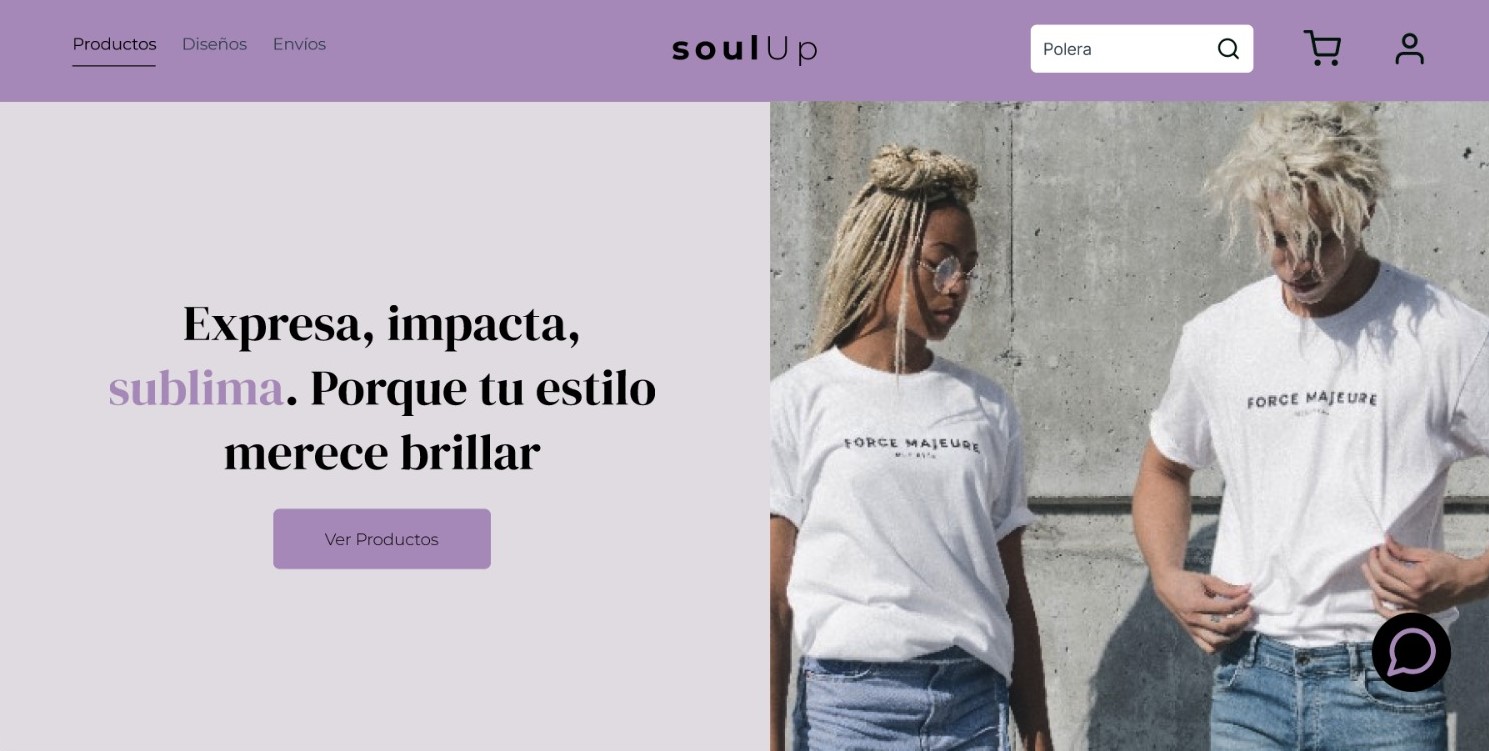 Productos Diseños Envíos soulUp Polera
Expresa, impacta,
sublima. Porque tu estilo
merece brillar
Ver Productos
FORCE MAJEURE
FORCE MAJEURE